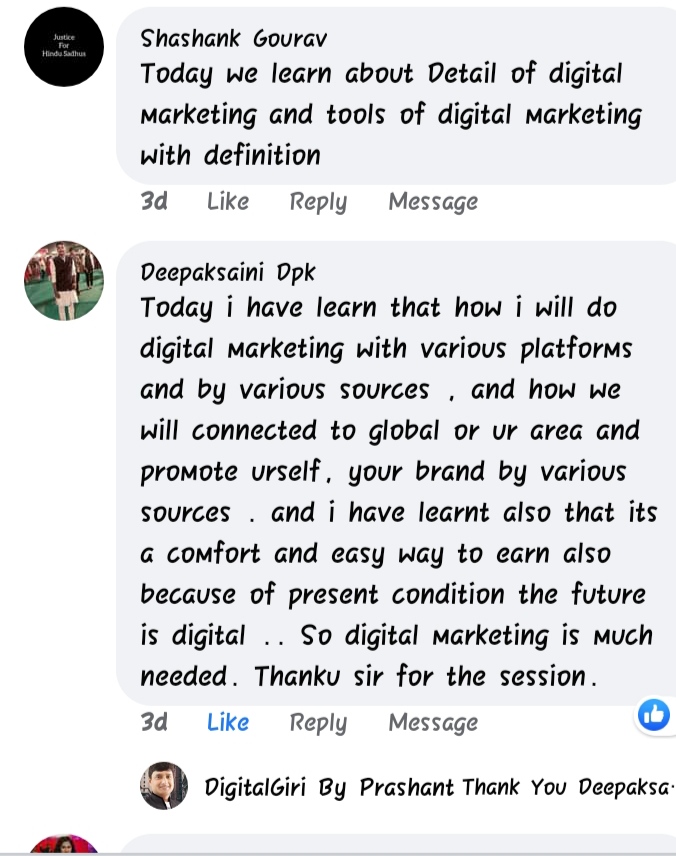 Justice
For
Hindu Sadhus
Shashank Gourav
Today we learn about Detail of digital
marketing and tools of digital marketing
with definition
3d Like Reply Message
Deepaksaini Dpk
Today i have learn that how i will do
digital marketing with various platforms
and by various sources , and how we
will connected to global or ur area and
promote urself, your brand by various
sources . and i have learnt also that its
a comfort and easy way to earn also
because of present condition the future
is digital .. So digital marketing is much
needed. Thanku sir for the session.
3d Like Reply Message
DigitalGiri By Prashant Thank You Deepaksa